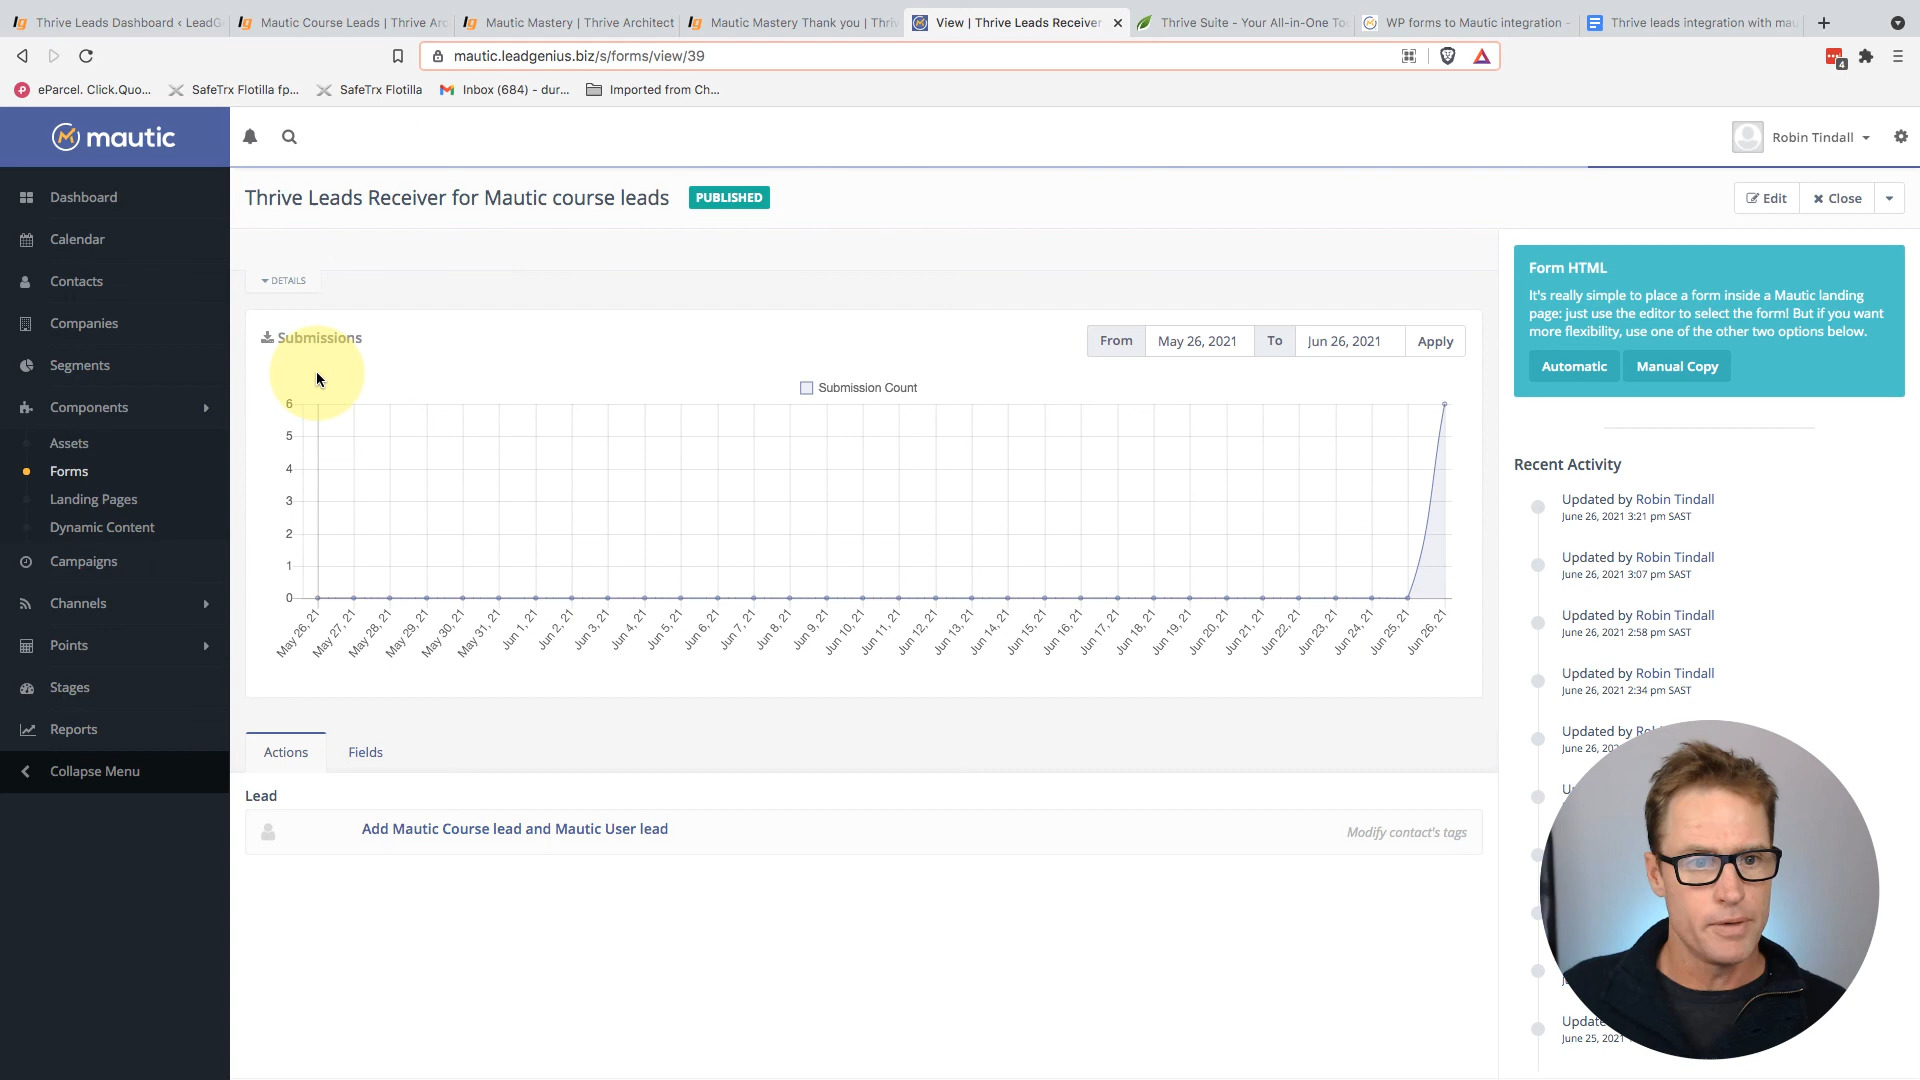 Thrive Leads Dashboard ‹ LeadG
Mautic Course Leads | Thrive Arc
Mautic Mastery | Thrive Architect
Mautic Mastery Thank you | Thriv
View | Thrive Leads Receiver
Thrive Suite - Your All-in-One To
WP forms to Mautic integration -
Thrive leads integration with mau
mautic.leadgenius.biz/s/forms/view/39
4
eParcel. Click.Quo...
SafeTrx Flotilla fp...
SafeTrx Flotilla
Inbox (684) - dur...
Imported from Ch...
mautic
Robin Tindall
Dashboard
Calendar
Contacts
Companies
Segments
Components
Assets
Forms
Landing Pages
Dynamic Content
Campaigns
Channels
Points
Stages
Reports
Collapse Menu
Thrive Leads Receiver for Mautic course leads
PUBLISHED
Edit
Close
DETAILS
Submissions
From
May 26, 2021
To
Jun 26, 2021
Apply
Submission Count
6
5
4
3
2
1
0
May 26, 21
May 27, 21
May 28, 21
May 29, 21
May 30, 21
May 31, 21
Jun 1, 21
Jun 2, 21
Jun 3, 21
Jun 4, 21
Jun 5, 21
Jun 6, 21
Jun 7, 21
Jun 8, 21
Jun 9, 21
Jun 10, 21
Jun 11, 21
Jun 12, 21
Jun 13, 21
Jun 14, 21
Jun 15, 21
Jun 16, 21
Jun 17, 21
Jun 18, 21
Jun 19, 21
Jun 20, 21
Jun 21, 21
Jun 22, 21
Jun 23, 21
Jun 24, 21
Jun 25, 21
Jun 26, 21
Actions
Fields
Lead
Add Mautic Course lead and Mautic User lead
Modify contact's tags
Form HTML
It's really simple to place a form inside a Mautic landing
page: just use the editor to select the form! But if you want
more flexibility, use one of the other two options below.
Automatic
Manual Copy
Recent Activity
Updated by Robin Tindall
June 26, 2021 3:21 pm SAST
Updated by Robin Tindall
June 26, 2021 3:07 pm SAST
Updated by Robin Tindall
June 26, 2021 2:58 pm SAST
Updated by Robin Tindall
June 26, 2021 2:34 pm SAST
Updated by
June 26,
June 25, 2021